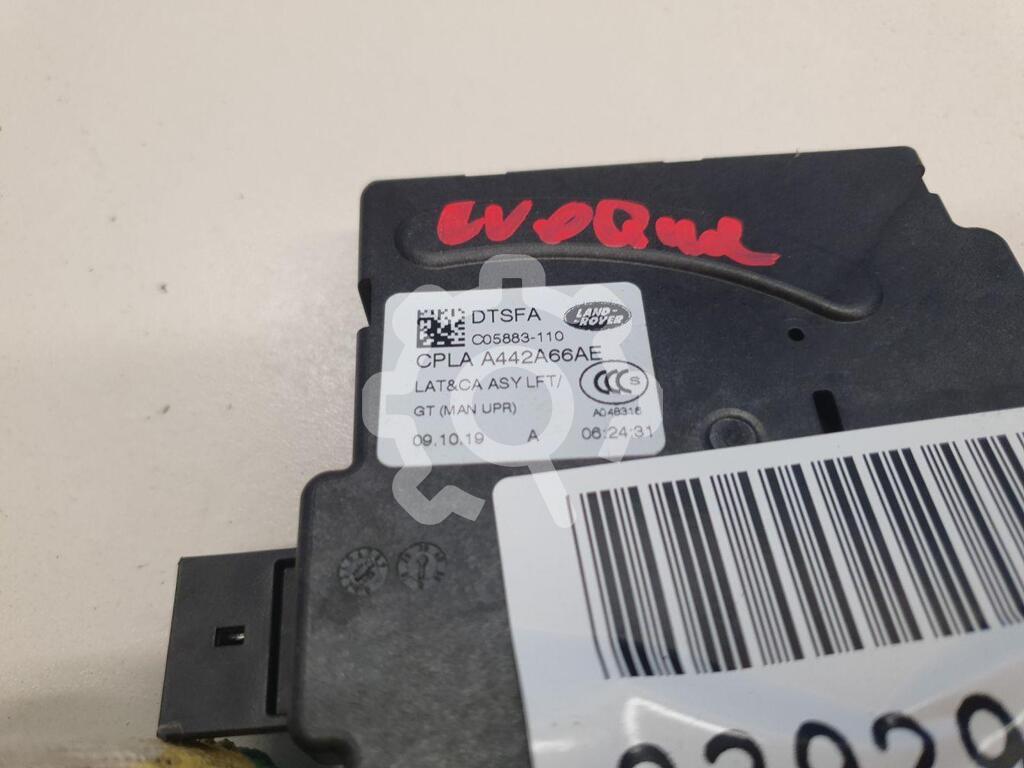 EVOQUE
DTSFA
LAND-
-ROVER
C05883-110
CPLA A442A66AE
LAT&CA ASY LFT/
CCC S
GT (MAN UPR)
A048316
09.10.19 A 06:24:31